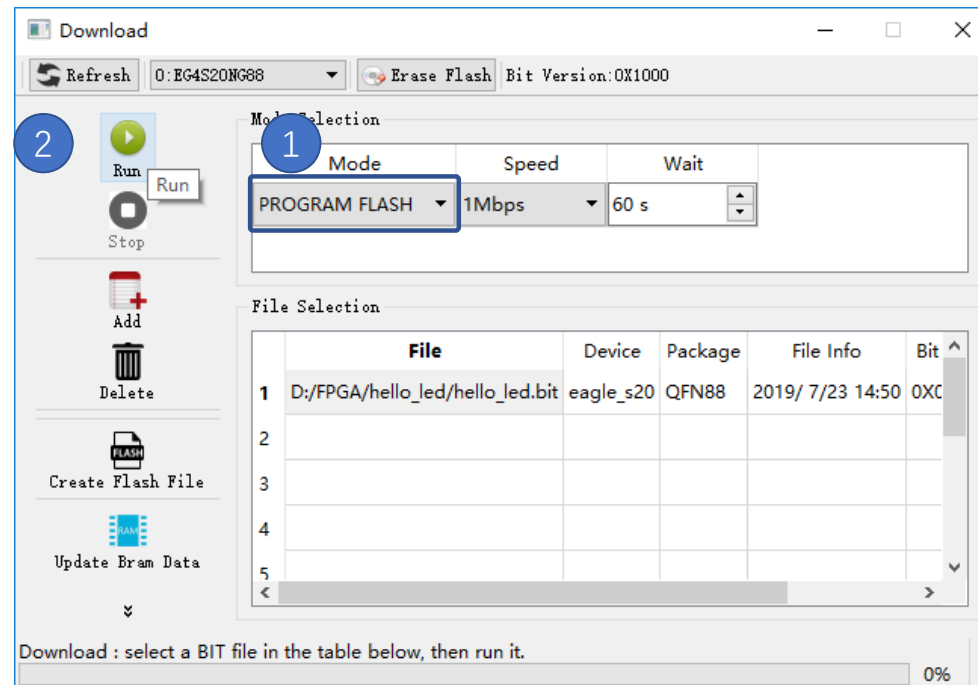 Download
Refresh 0:EG4S20NG88 Erase Flash Bit Version:0X1000
2
Run
Run
Stop
Add
Delete
Create Flash File
Update Bram Data
Selection
1
Mode Speed Wait
PROGRAM FLASH 1Mbps 60 s
File Selection
File Device Package File Info Bit
1 D:/FPGA/hello_led/hello_led.bit eagle_s20 QFN88 2019/ 7/23 14:50
2
3
4
5
Download : select a BIT file in the table below, then run it.
0%